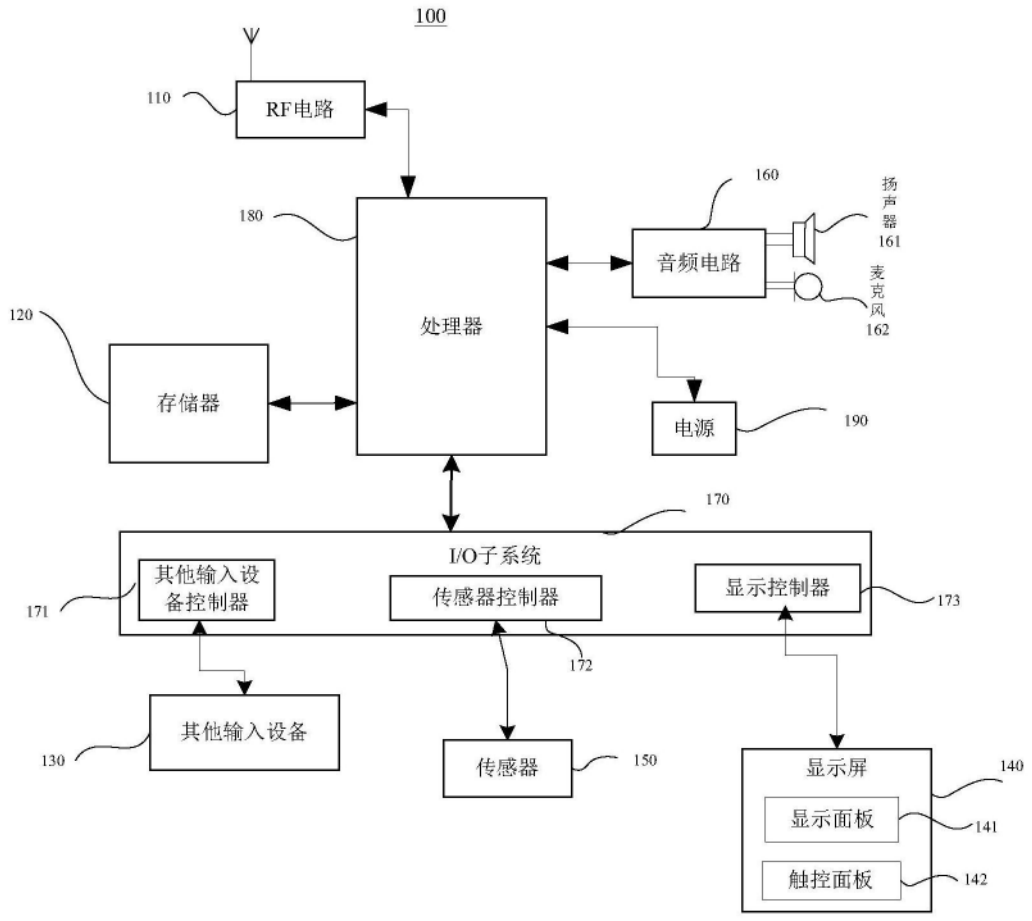 100
110
RF电路
180
处理器
160
音频电路
扬声器
161
麦克风
162
120
存储器
电源
190
170
I/O子系统
171
其他输入设
备控制器
传感器控制器
172
显示控制器
173
130
其他输入设备
传感器
150
显示屏
140
显示面板
141
触控面板
142